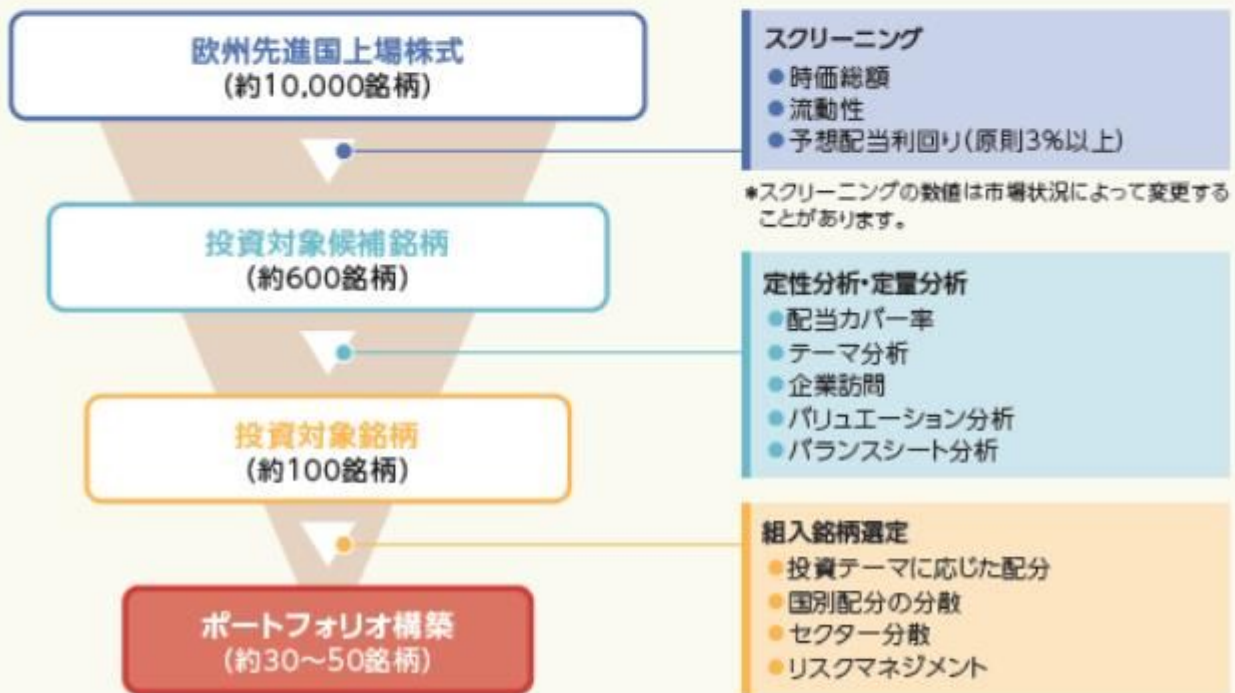 欧州先進国上場株式
(約10,000銘柄)
スクリーニング
●時価総額
●流動性
●予想配当利回り(原則3%以上)
*スクリーニングの数値は市場状況によって変更する
ことがあります。
投資対象候補銘柄
(約600銘柄)
定性分析・定量分析
●配当カバー率
●テーマ分析
●企業訪問
●バリュエーション分析
●バランスシート分析
投資対象銘柄
(約100銘柄)
組入銘柄選定
●投資テーマに応じた配分
●国別配分の分散
●セクター分散
●リスクマネジメント
ポートフォリオ構築
(約30~50銘柄)